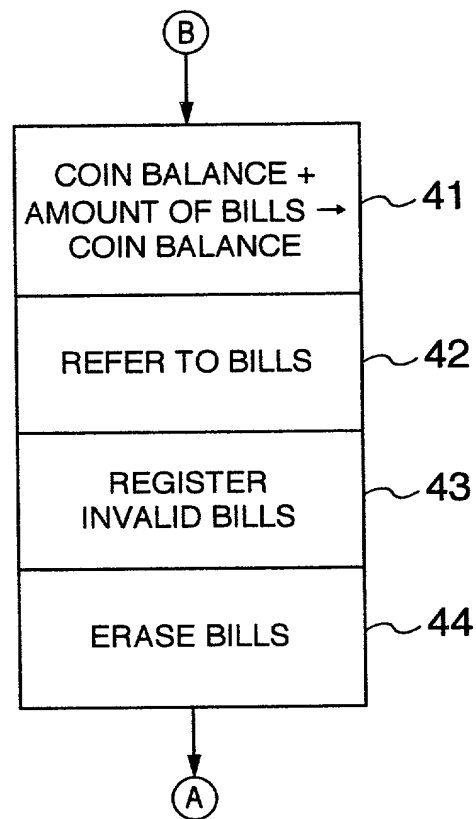 B
COIN BALANCE +
AMOUNT OF BILLS →
COIN BALANCE
41
REFER TO BILLS
42
REGISTER
INVALID BILLS
43
ERASE BILLS
44
A